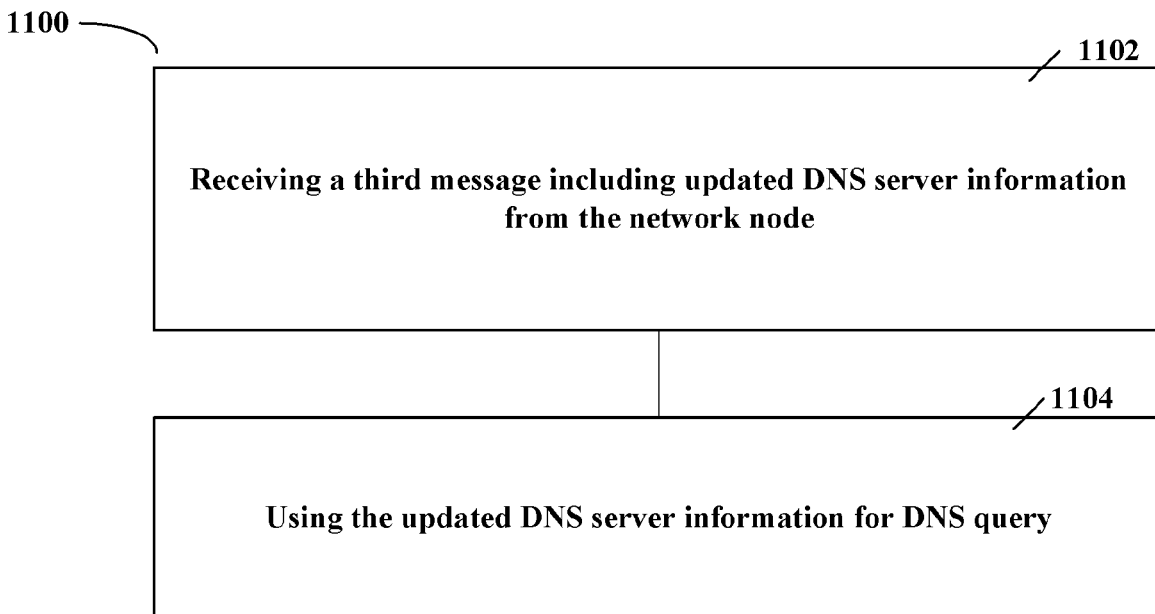 1100
1102
Receiving a third message including updated DNS server information
from the network node
1104
Using the updated DNS server information for DNS query